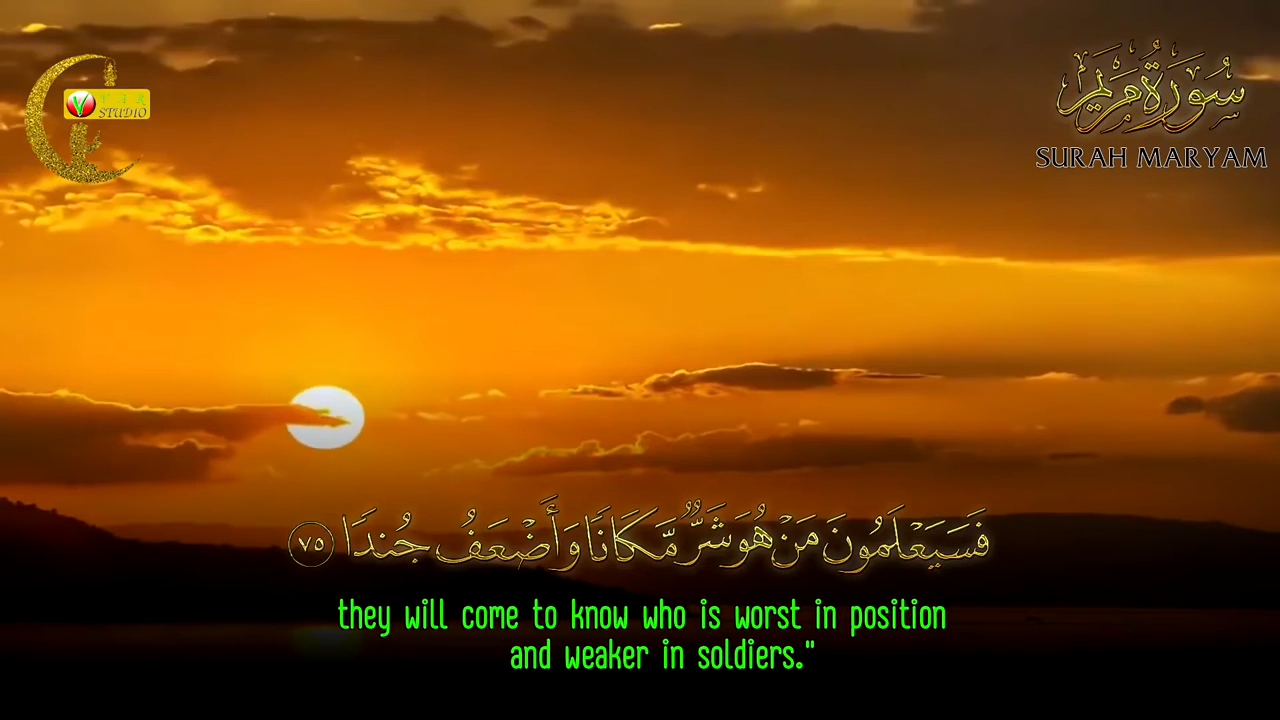 V A R
STUDIO
سُورَةُ مَرْيَم
SURAH MARYAM
فَسَيَعْلَمُونَ مَنْ هُوَ شَرٌّ مَّكَانًا وَأَضْعَفُ جُندًا ٧٥
they will come to know who is worst in position
and weaker in soldiers."